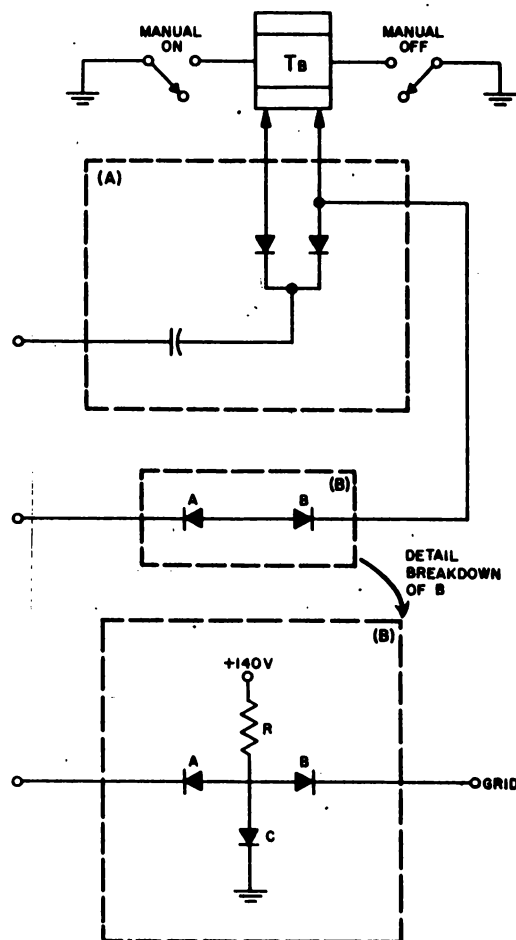 MANUAL
ON
TB
MANUAL
OFF
(A)
(B)
A
B
DETAIL
BREAKDOWN
OF B
(B)
+140V
R
A
B
GRID
C